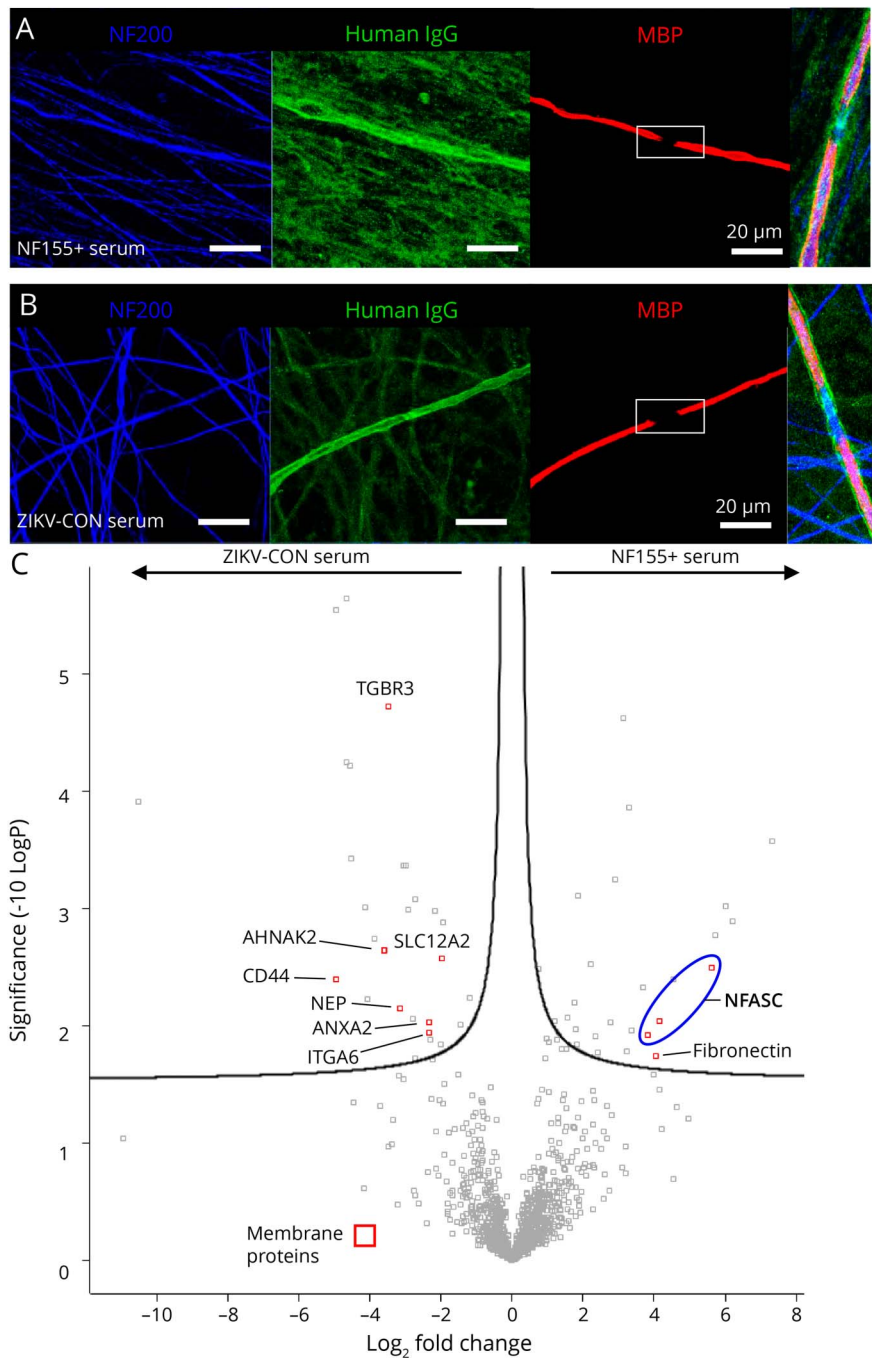 A
NF200
Human IgG
MBP
NF155+ serum
20 µm
B
NF200
Human IgG
MBP
ZIKV-CON serum
20 µm
C
ZIKV-CON serum
NF155+ serum
Significance (-10 LogP)
5
4
3
2
1
0
TGBR3
AHNAK2
SLC12A2
CD44
NEP
ANXA2
ITGA6
NFASC
Fibronectin
Membrane
proteins
–10
–8
–6
–4
–2
0
2
4
6
8
Log2 fold change